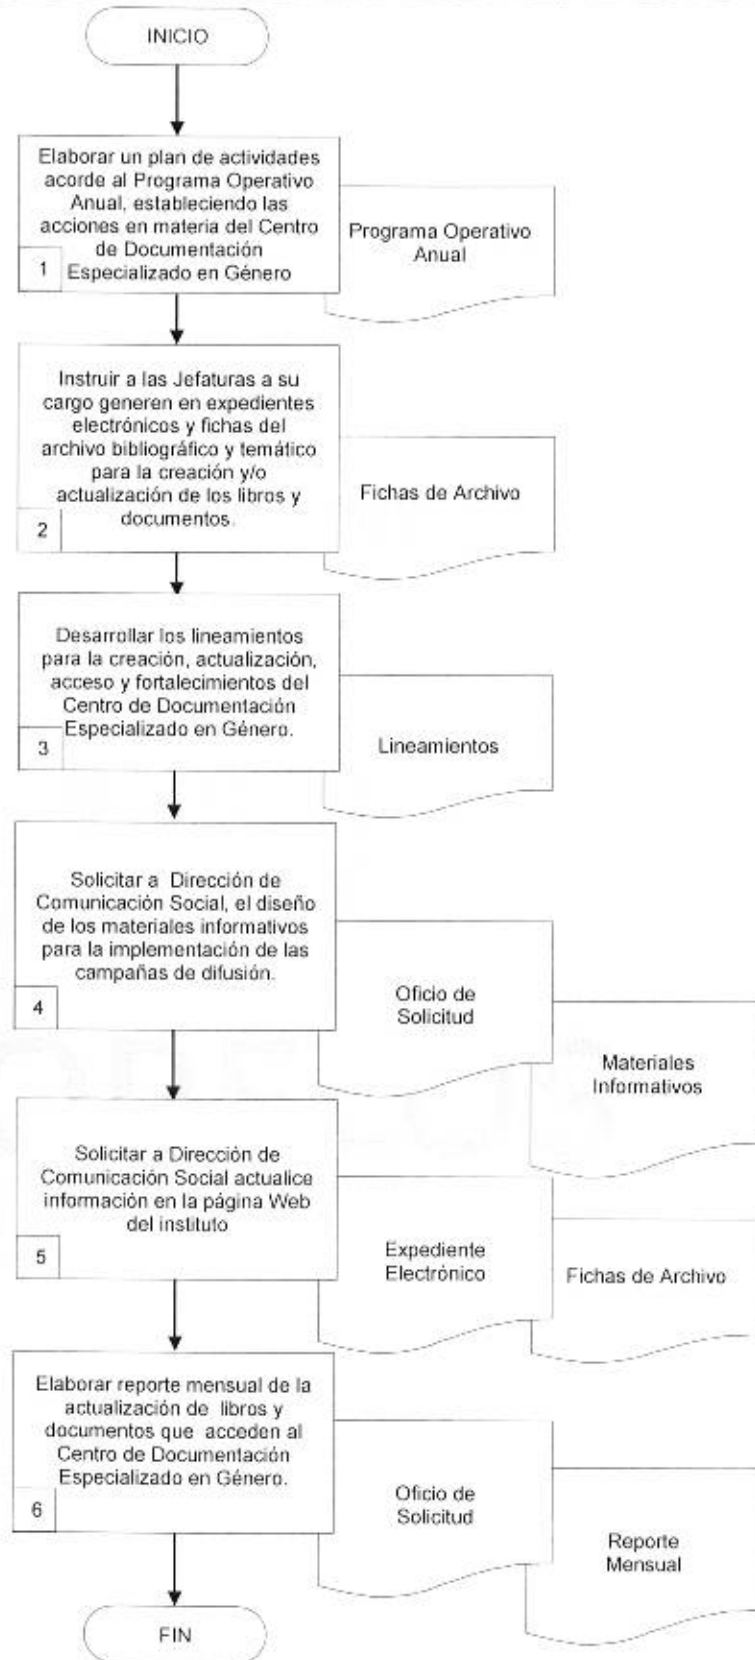 INICIO
Elaborar un plan de actividades
acorde al Programa Operativo
Anual, estableciendo las
acciones en materia del Centro
de Documentación
Especializado en Género
1
Programa Operativo
Anual
Instruir a las Jefaturas a su
cargo generen en expedientes
electrónicos y fichas del
archivo bibliográfico y temático
para la creación y/o
actualización de los libros y
documentos.
2
Fichas de Archivo
Desarrollar los lineamientos
para la creación, actualización,
acceso y fortalecimientos del
Centro de Documentación
Especializado en Género.
3
Lineamientos
Solicitar a Dirección de
Comunicación Social, el diseño
de los materiales informativos
para la implementación de las
campañas de difusión.
4
Oficio de
Solicitud
Materiales
Informativos
Solicitar a Dirección de
Comunicación Social actualice
información en la página Web
del instituto
5
Expediente
Electrónico
Fichas de Archivo
Elaborar reporte mensual de la
actualización de libros y
documentos que acceden al
Centro de Documentación
Especializado en Género.
6
Oficio de
Solicitud
Reporte
Mensual
FIN